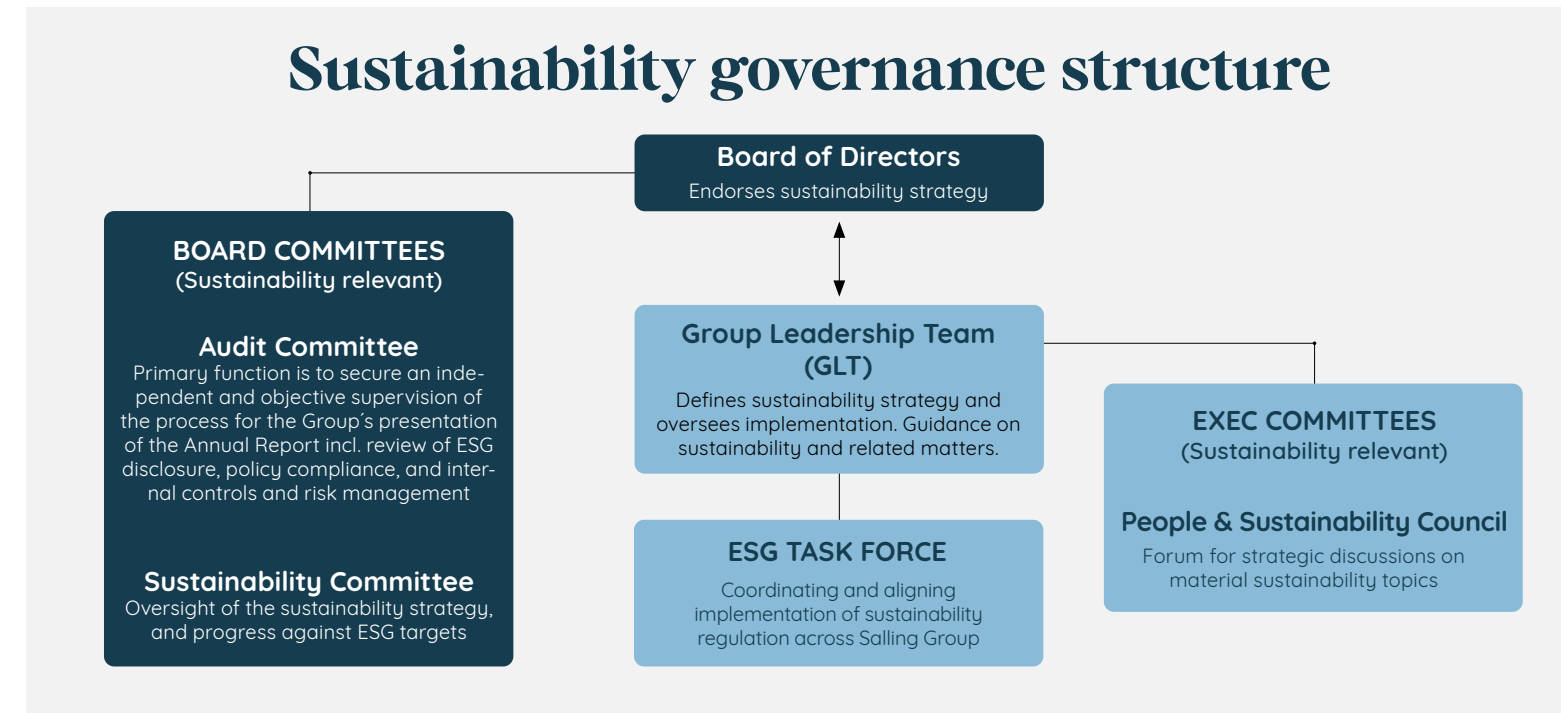 Sustainability governance structure
Board of Directors
Endorses sustainability strategy
BOARD COMMITTEES
(Sustainability relevant)
Audit Committee
Primary function is to secure an inde-
pendent and objective supervision of
the process for the Group´s presentation
of the Annual Report incl. review of ESG
disclosure, policy compliance, and inter-
nal controls and risk management
Sustainability Committee
Oversight of the sustainability strategy,
and progress against ESG targets
Group Leadership Team
(GLT)
Defines sustainability strategy and
oversees implementation. Guidance on
sustainability and related matters.
ESG TASK FORCE
Coordinating and aligning
implementation of sustainability
regulation across Salling Group
EXEC COMMITTEES
(Sustainability relevant)
People & Sustainability Council
Forum for strategic discussions on
material sustainability topics